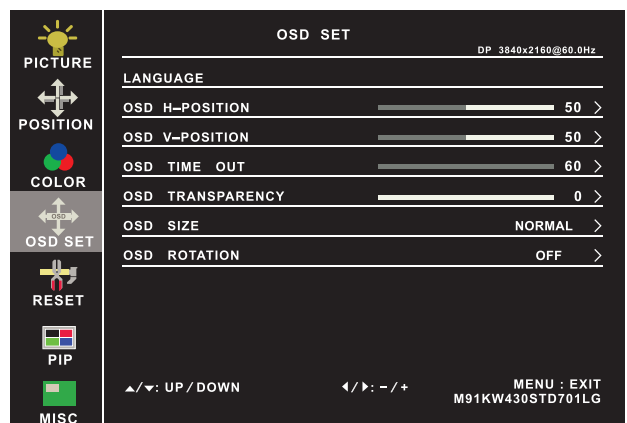 OSD SET
DP 3840x2160@60.0Hz
PICTURE
POSITION
COLOR
OSD
OSD SET
RESET
PIP
MISC
LANGUAGE
OSD H–POSITION 50 >
OSD V–POSITION 50 >
OSD TIME OUT 60 >
OSD TRANSPARENCY 0 >
OSD SIZE NORMAL >
OSD ROTATION OFF >
▲/▼: UP/DOWN ◀/▶: -/+ MENU : EXIT
M91KW430STD701LG